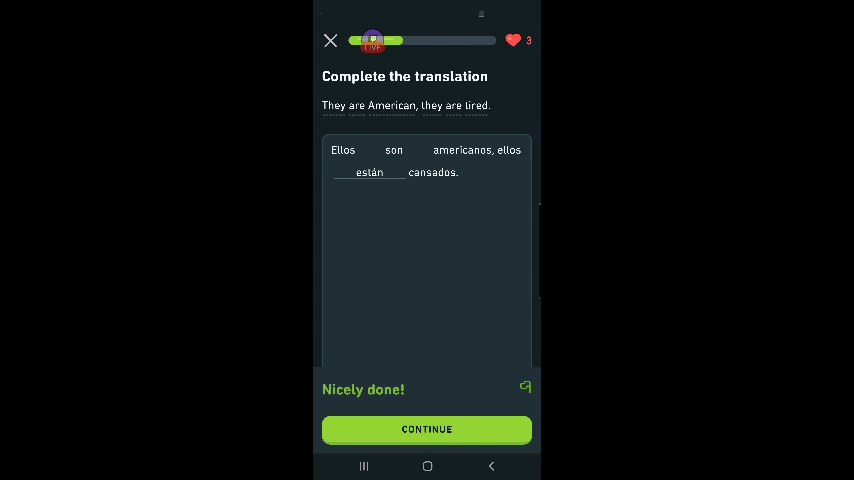 LIVE
3
Complete the translation
They are American, they are tired.
Ellos son americanos, ellos
están cansados.
Nicely done!
CONTINUE